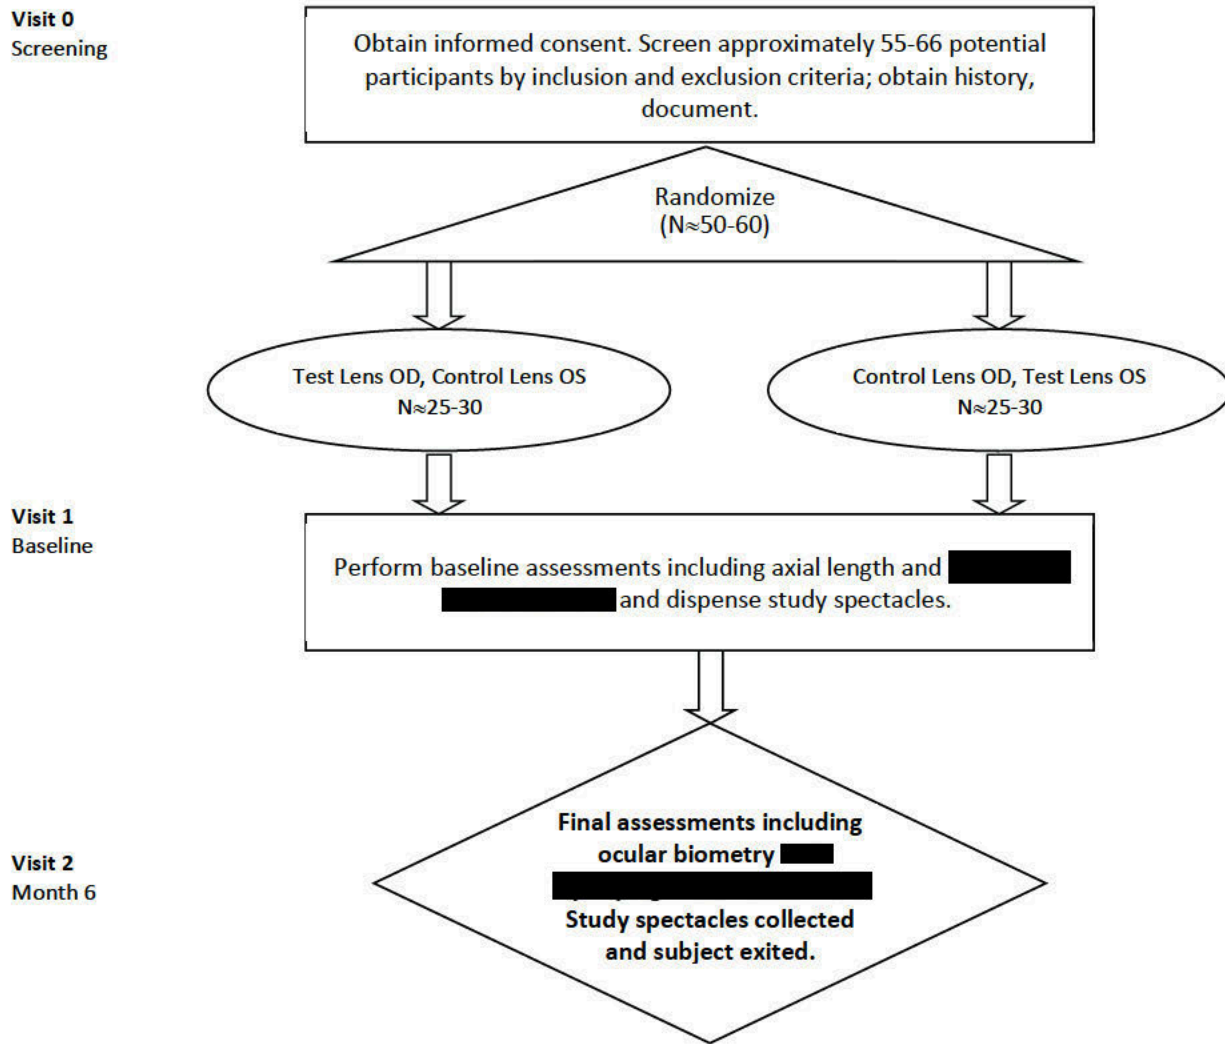 Visit 0
Screening
Obtain informed consent. Screen approximately 55-66 potential
participants by inclusion and exclusion criteria; obtain history,
document.
Randomize
(N≈50-60)
Test Lens OD, Control Lens OS
N≈25-30
Control Lens OD, Test Lens OS
N≈25-30
Visit 1
Baseline
Perform baseline assessments including axial length and
and dispense study spectacles.
Visit 2
Month 6
Final assessments including
ocular biometry
Study spectacles collected
and subject exited.